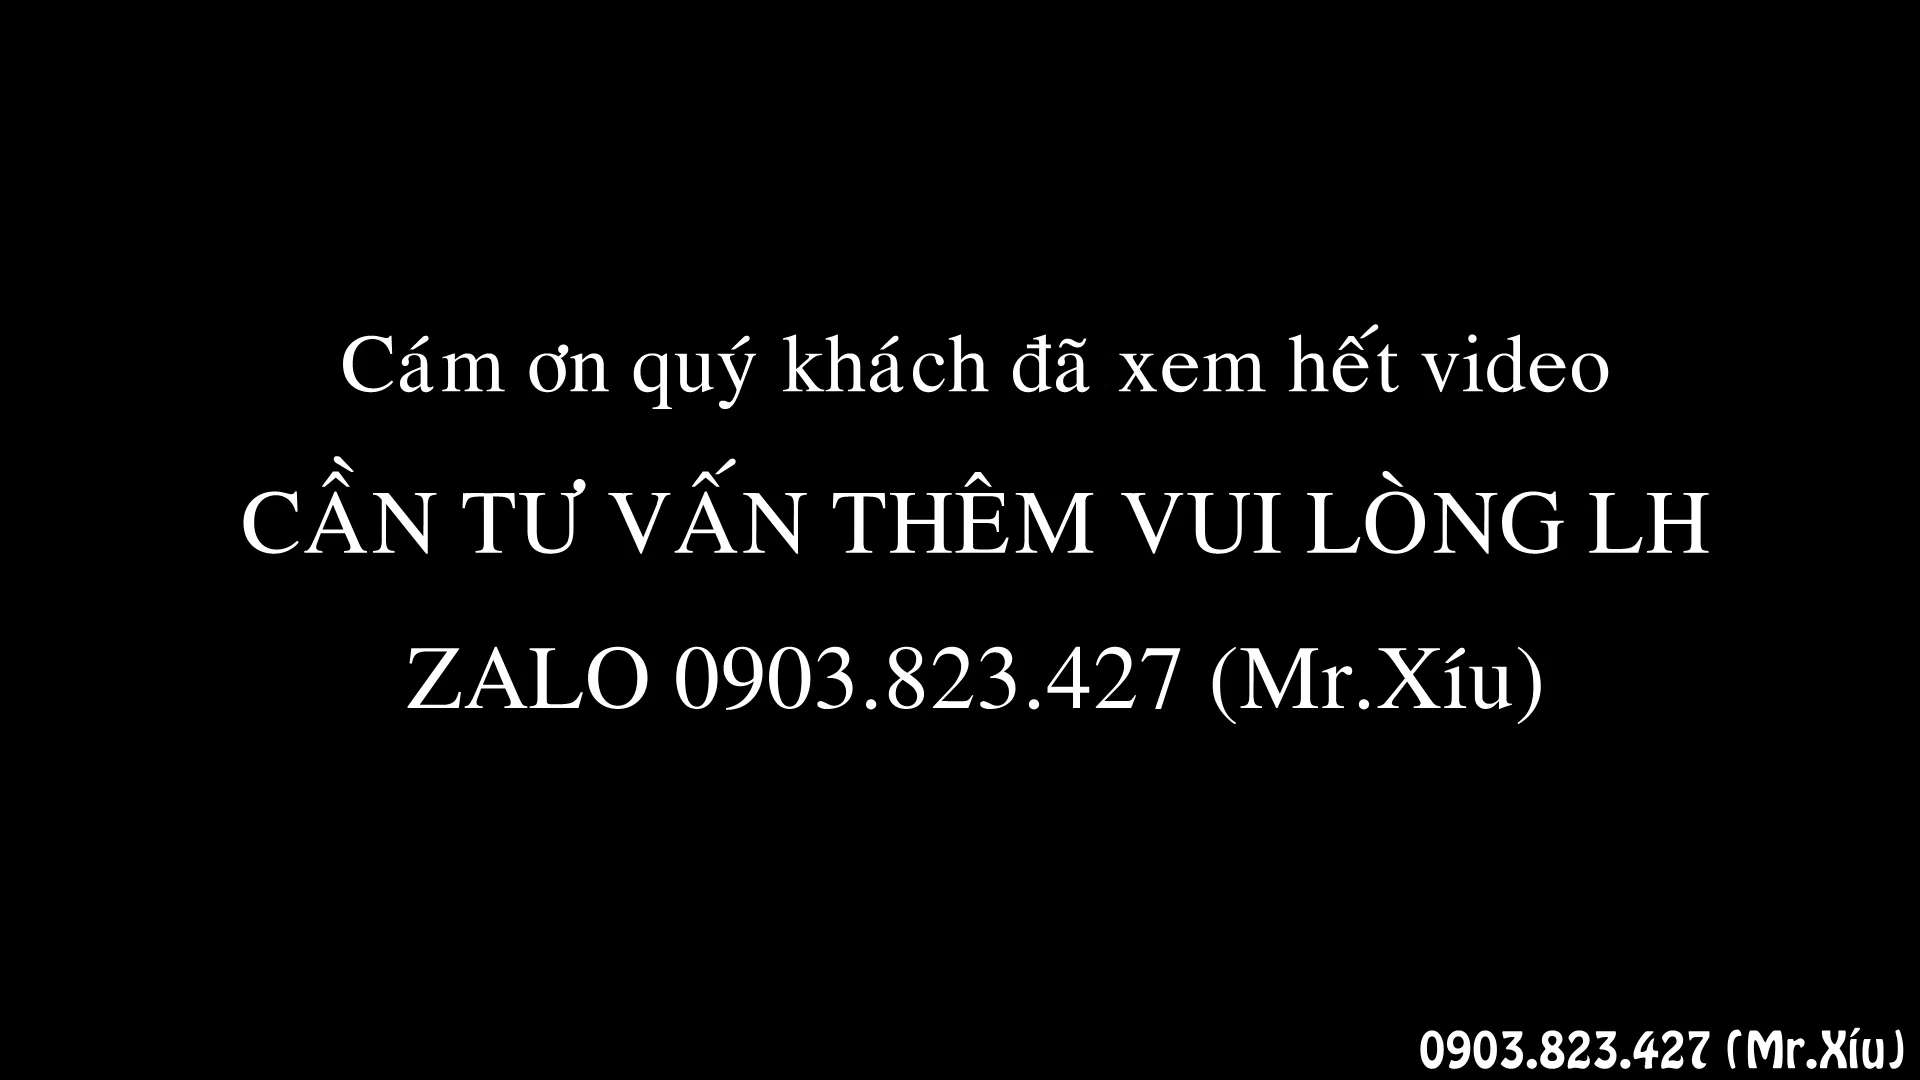 Cám ơn quý khách đã xem hết video
CẦN TƯ VẤN THÊM VUI LÒNG LH
ZALO 0903.823.427 (Mr.Xíu)
0903.823.427 (Mr.Xíu)